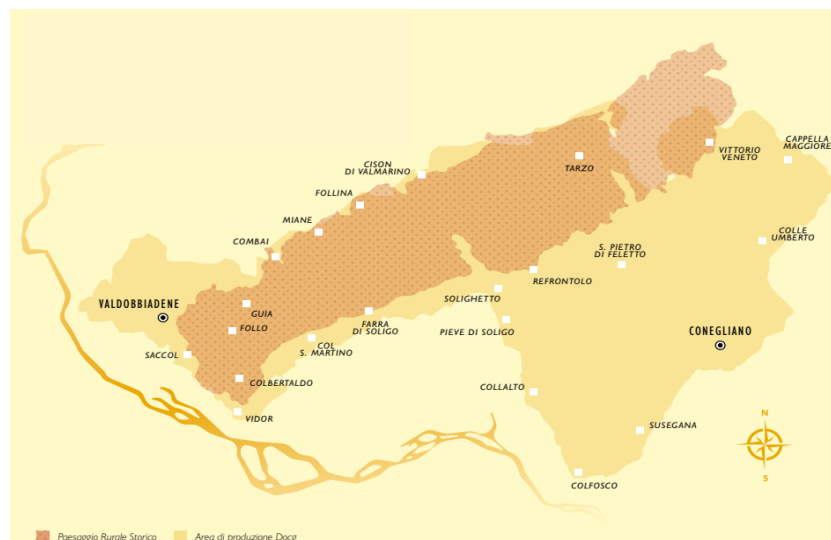 CAPPELLA
MAGGIORE
VITTORIO
VENETO
CISON
DI VALMARINO
TARZO
FOLLINA
MIANE
COMBAI
COLLE
UMBERTO
S. PIETRO
DI FELETTO
REFRONTOLO
SOLIGHETTO
VALDOBBIADENE
GUIA
FOLLO
FARRA
DI SOLIGO
PIEVE DI SOLIGO
CONEGLIANO
COL
S. MARTINO
SACCOL
COLBERTALDO
COLLALTO
VIDOR
SUSEGANA
N
S
COLFOSCO
Paesaggio Rurale Storico
Area di produzione Docg